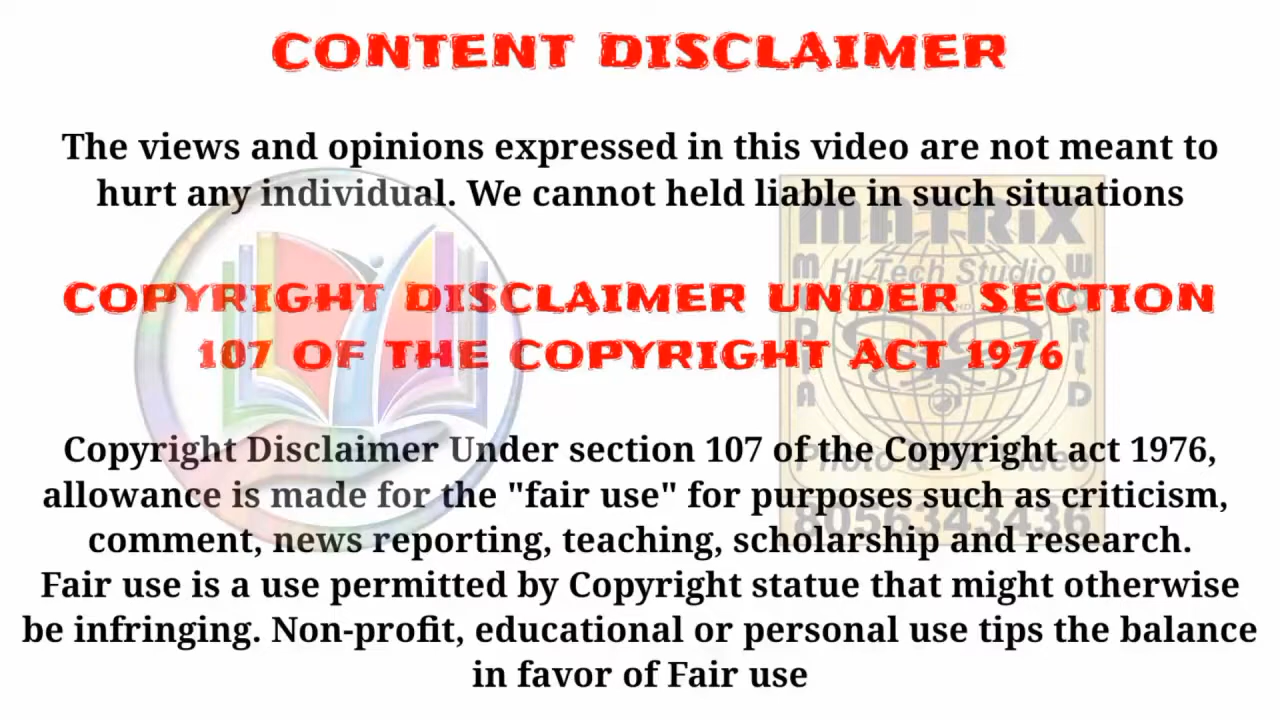 CONTENT DISCLAIMER
The views and opinions expressed in this video are not meant to
hurt any individual. We cannot held liable in such situations
MATRiX
HI-Tech Studio
MEDIA
WORLD
COPYRIGHT DISCLAIMER UNDER SECTION
107 OF THE COPYRIGHT ACT 1976
Copyright Disclaimer Under section 107 of the Copyright act 1976,
allowance is made for the "fair use" for purposes such as criticism,
comment, news reporting, teaching, scholarship and research.
Fair use is a use permitted by Copyright statue that might otherwise
be infringing. Non-profit, educational or personal use tips the balance
in favor of Fair use
8056343436